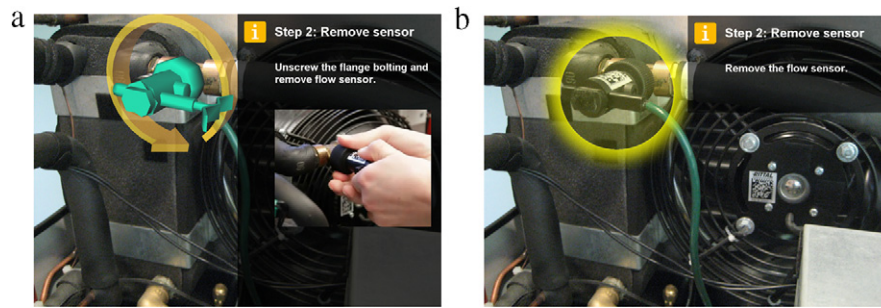 a
i
Step 2: Remove sensor
Unscrew the flange bolting and
remove flow sensor.
b
i
Step 2: Remove sensor
Remove the flow sensor.
RITTAL